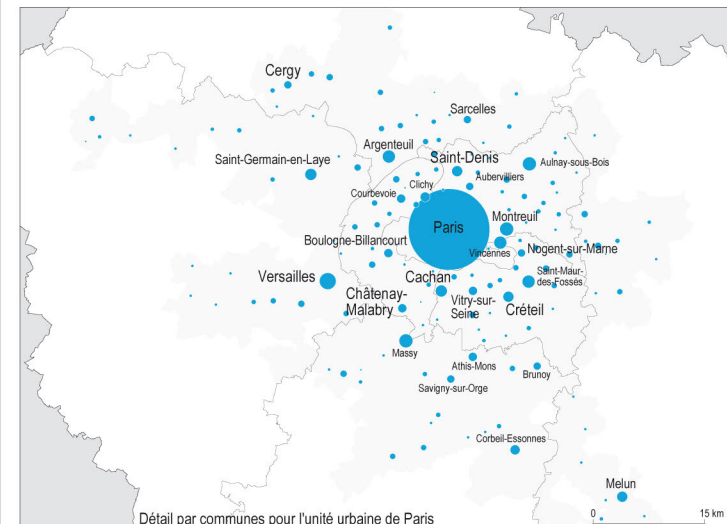 Cergy
Sarcelles
Argenteuil
Saint-Germain-en-Laye
Saint-Denis
Aulnay-sous-Bois
Aubervilliers
Clichy
Courbevoie
Montreuil
Paris
Boulogne-Billancourt
Vincennes
Nogent-sur-Marne
Versailles
Cachan
Saint-Maur-
des-Fossés
Châtenay-
Malabry
Vitry-sur-
Seine
Créteil
Massy
Athis-Mons
Brunoy
Savigny-sur-Orge
Corbeil-Essonnes
Melun
Détail par communes pour l'unité urbaine de Paris
0 15 km